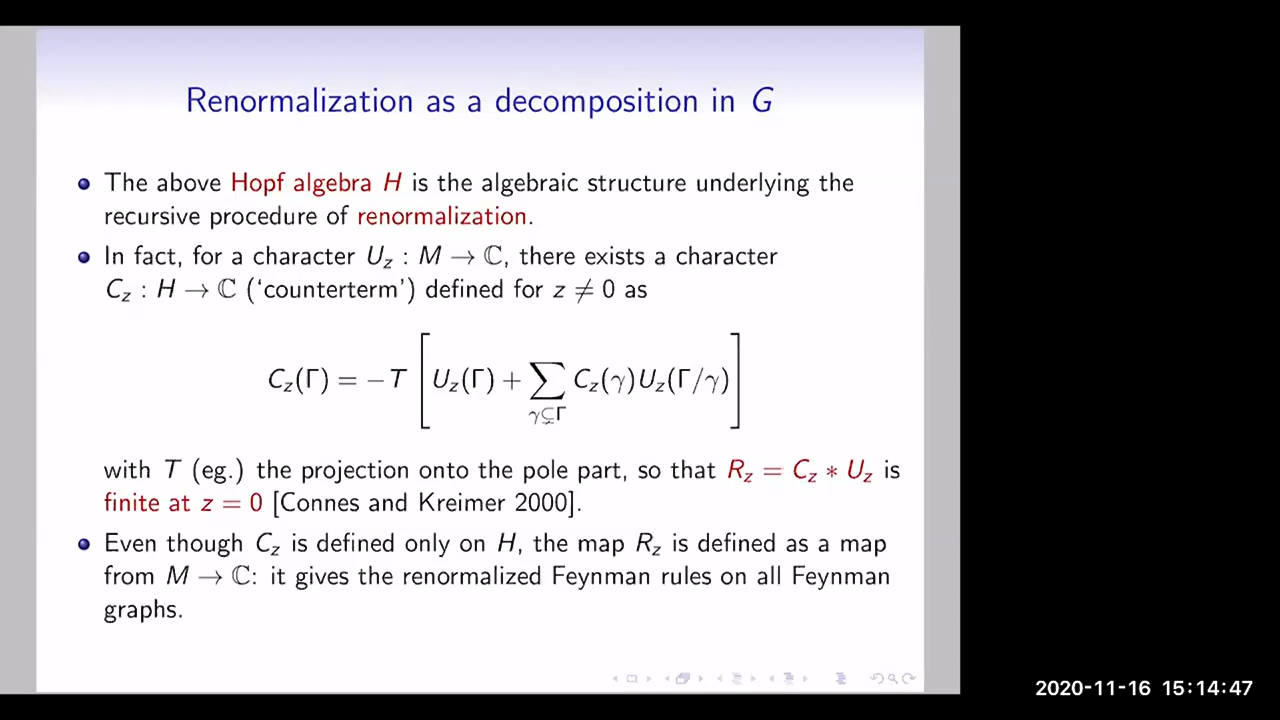 Renormalization as a decomposition in G
The above Hopf algebra H is the algebraic structure underlying the
recursive procedure of renormalization.
In fact, for a character U_z : M → ℂ, there exists a character
C_z : H → ℂ (‘counterterm’) defined for z ≠ 0 as
C_z(Γ) = −T [ U_z(Γ) + ∑_{γ⊊Γ} C_z(γ)U_z(Γ/γ) ]
with T (eg.) the projection onto the pole part, so that R_z = C_z ∗ U_z is
finite at z = 0 [Connes and Kreimer 2000].
Even though C_z is defined only on H, the map R_z is defined as a map
from M → ℂ: it gives the renormalized Feynman rules on all Feynman
graphs.
2020-11-16 15:14:47